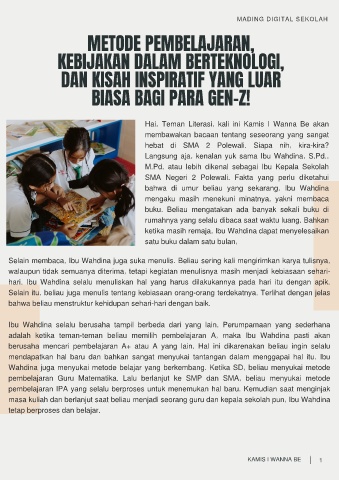 MADING DIGITAL SEKOLAH
METODE PEMBELAJARAN,
KEBIJAKAN DALAM BERTEKNOLOGI,
DAN KISAH INSPIRATIF YANG LUAR
BIASA BAGI PARA GEN-Z!
Hai, Teman Literasi, kali ini Kamis I Wanna Be akan
membawakan bacaan tentang seseorang yang sangat
hebat di SMA 2 Polewali. Siapa nih, kira-kira?
Langsung aja, kenalan yuk sama Ibu Wahdina, S.Pd.,
M.Pd. atau lebih dikenal sebagai Ibu Kepala Sekolah
SMA Negeri 2 Polewali. Fakta yang perlu diketahui
bahwa di umur beliau yang sekarang, Ibu Wahdina
mengaku masih menekuni minatnya, yakni membaca
buku. Beliau mengatakan ada banyak sekali buku di
rumahnya yang selalu dibaca saat waktu luang. Bahkan
ketika masih remaja, Ibu Wahdina dapat menyelesaikan
satu buku dalam satu bulan.
Selain membaca, Ibu Wahdina juga suka menulis. Beliau sering kali mengirimkan karya tulisnya,
walaupun tidak semuanya diterima, tetapi kegiatan menulisnya masih menjadi kebiasaan sehari-
hari. Ibu Wahdina selalu menuliskan hal yang harus dilakukannya pada hari itu dengan apik.
Selain itu, beliau juga menulis tentang kebiasaan orang-orang terdekatnya. Terlihat dengan jelas
bahwa beliau menstruktur kehidupan sehari-hari dengan baik.
Ibu Wahdina selalu berusaha tampil berbeda dari yang lain. Perumpamaan yang sederhana
adalah ketika teman-teman beliau memilih pembelajaran A, maka Ibu Wahdina pasti akan
berusaha mencari pembelajaran A+ atau A yang lain. Hal ini dikarenakan beliau ingin selalu
mendapatkan hal baru dan bahkan sangat menyukai tantangan dalam menggapai hal itu. Ibu
Wahdina juga menyukai metode belajar yang berkembang. Ketika SD, beliau menyukai metode
pembelajaran Guru Matematika. Lalu berlanjut ke SMP dan SMA, beliau menyukai metode
pembelajaran IPA yang selalu berproses untuk menemukan hal baru. Kemudian saat menginjak
masa kuliah dan berlanjut saat beliau menjadi seorang guru dan kepala sekolah pun, Ibu Wahdina
tetap berproses dan belajar.
KAMIS I WANNA BE | 1